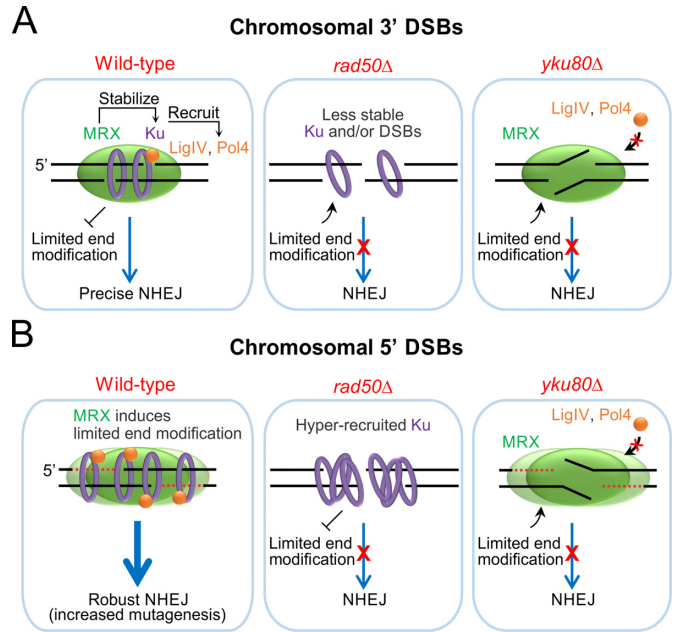 A
Chromosomal 3’ DSBs
Wild-type
Stabilize
Recruit
MRX
Ku
LigIV, Pol4
5’
Limited end
modification
Precise NHEJ
rad50Δ
Less stable
Ku and/or DSBs
Limited end
modification
X
NHEJ
yku80Δ
LigIV, Pol4
MRX
Limited end
modification
X
NHEJ
B
Chromosomal 5’ DSBs
Wild-type
MRX induces
limited end modification
5’
Robust NHEJ
(increased mutagenesis)
rad50Δ
Hyper-recruited Ku
Limited end
modification
X
NHEJ
yku80Δ
LigIV, Pol4
MRX
Limited end
modification
X
NHEJ